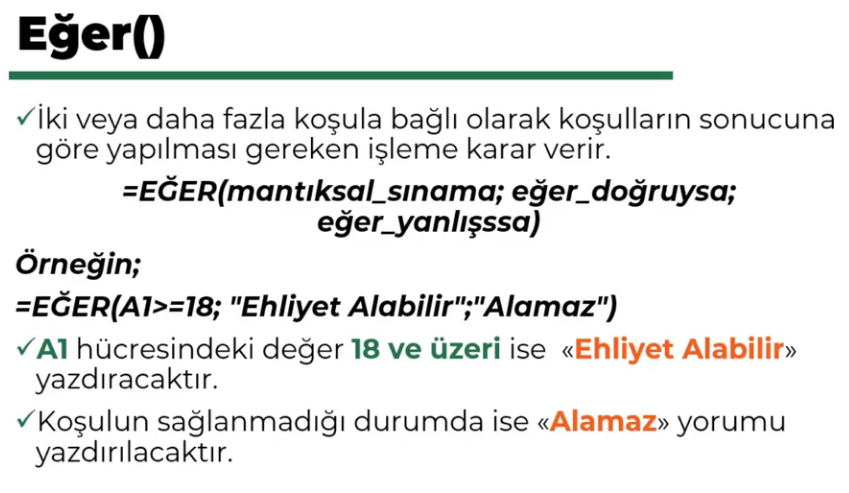 Eğer()
✓İki veya daha fazla koşula bağlı olarak koşulların sonucuna
göre yapılması gereken işleme karar verir.
=EĞER(mantıksal_sınama; eğer_doğruysa;
eğer_yanlışssa)
Örneğin;
=EĞER(A1>=18; "Ehliyet Alabilir";"Alamaz")
✓A1 hücresindeki değer 18 ve üzeri ise «Ehliyet Alabilir»
yazdıracaktır.
✓Koşulun sağlanmadığı durumda ise «Alamaz» yorumu
yazdırılacaktır.